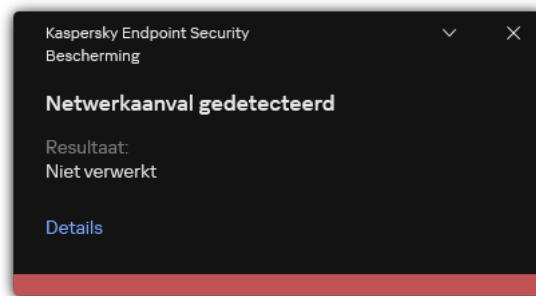 Kaspersky Endpoint Security
Bescherming
Netwerkaanval gedetecteerd
Resultaat:
Niet verwerkt
Details